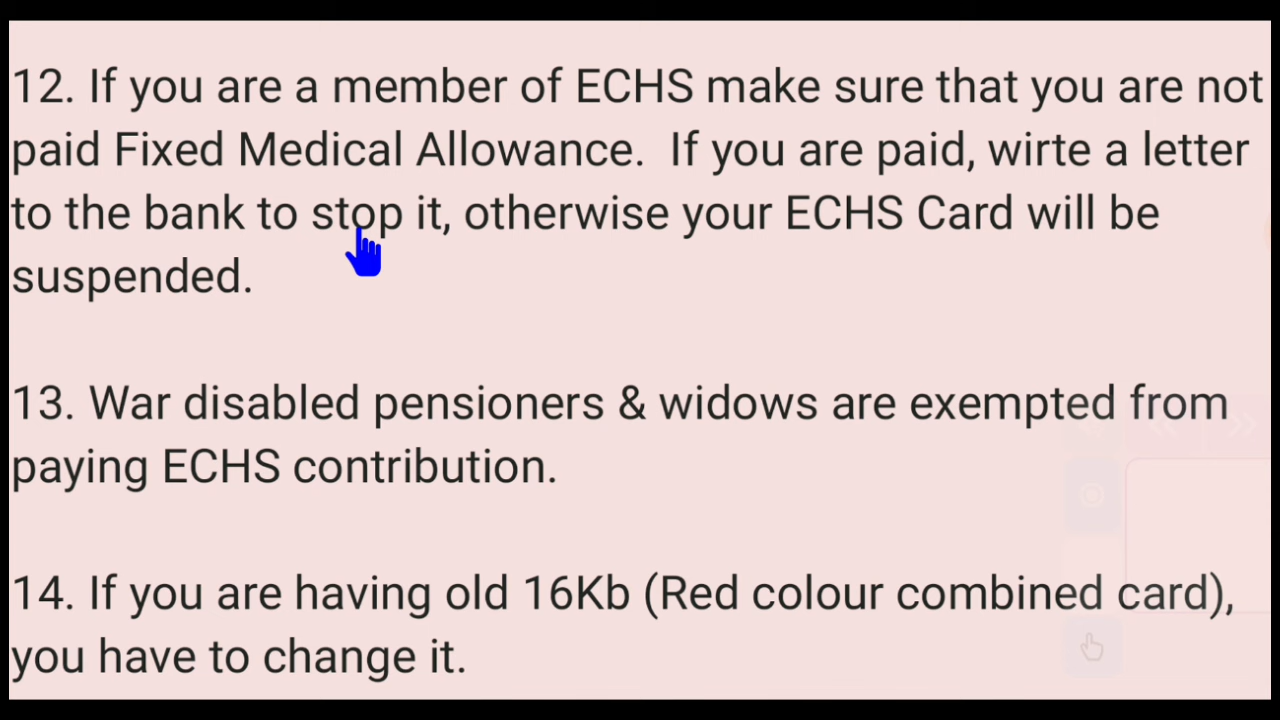 12. If you are a member of ECHS make sure that you are not
paid Fixed Medical Allowance.  If you are paid, wirte a letter
to the bank to stop it, otherwise your ECHS Card will be
suspended.
13. War disabled pensioners & widows are exempted from
paying ECHS contribution.
14. If you are having old 16Kb (Red colour combined card),
you have to change it.